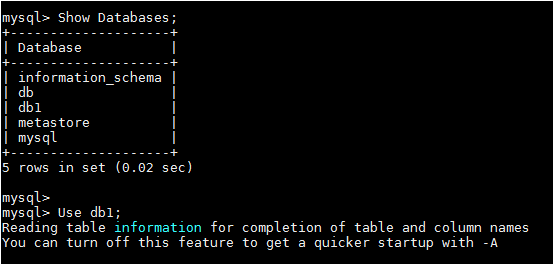 mysql> Show Databases;
+--------------------+
| Database           |
+--------------------+
| information_schema |
| db                 |
| db1                |
| metastore          |
| mysql              |
+--------------------+
5 rows in set (0.02 sec)
mysql>
mysql> Use db1;
Reading table information for completion of table and column names
You can turn off this feature to get a quicker startup with -A